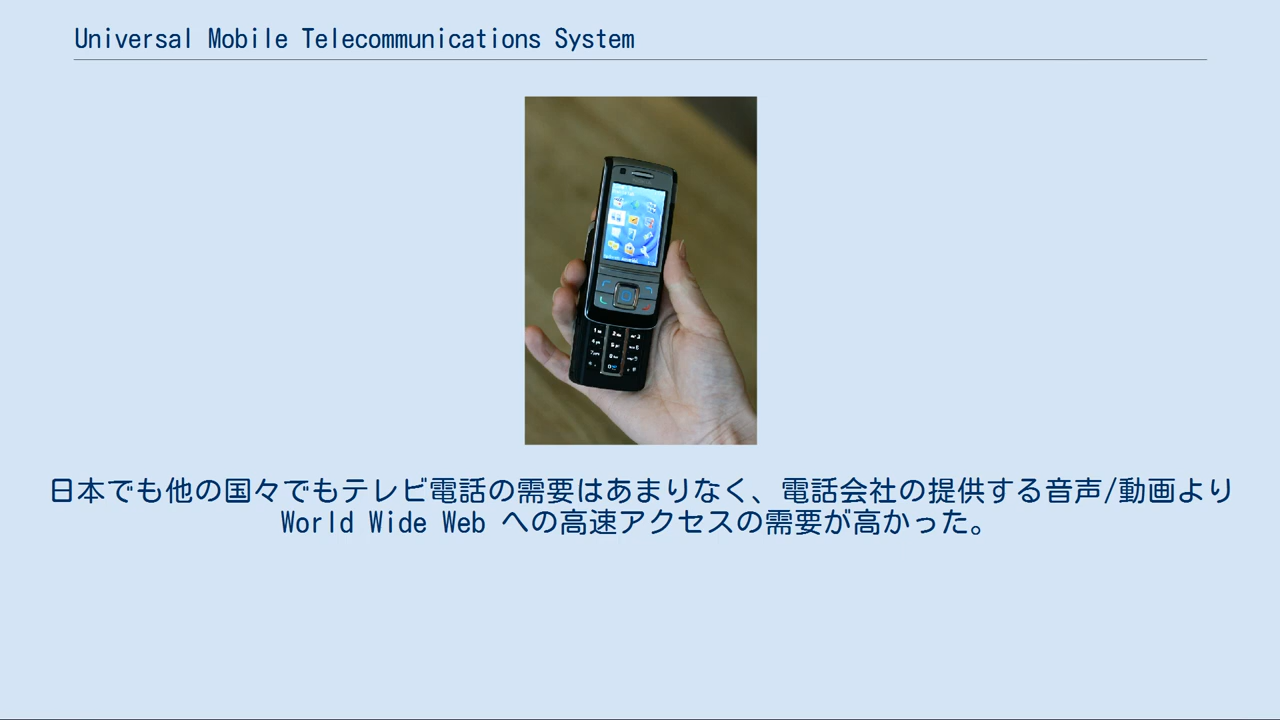 Universal Mobile Telecommunications System
日本でも他の国々でもテレビ電話の需要はあまりなく、電話会社の提供する音声/動画より
World Wide Web への高速アクセスの需要が高かった。